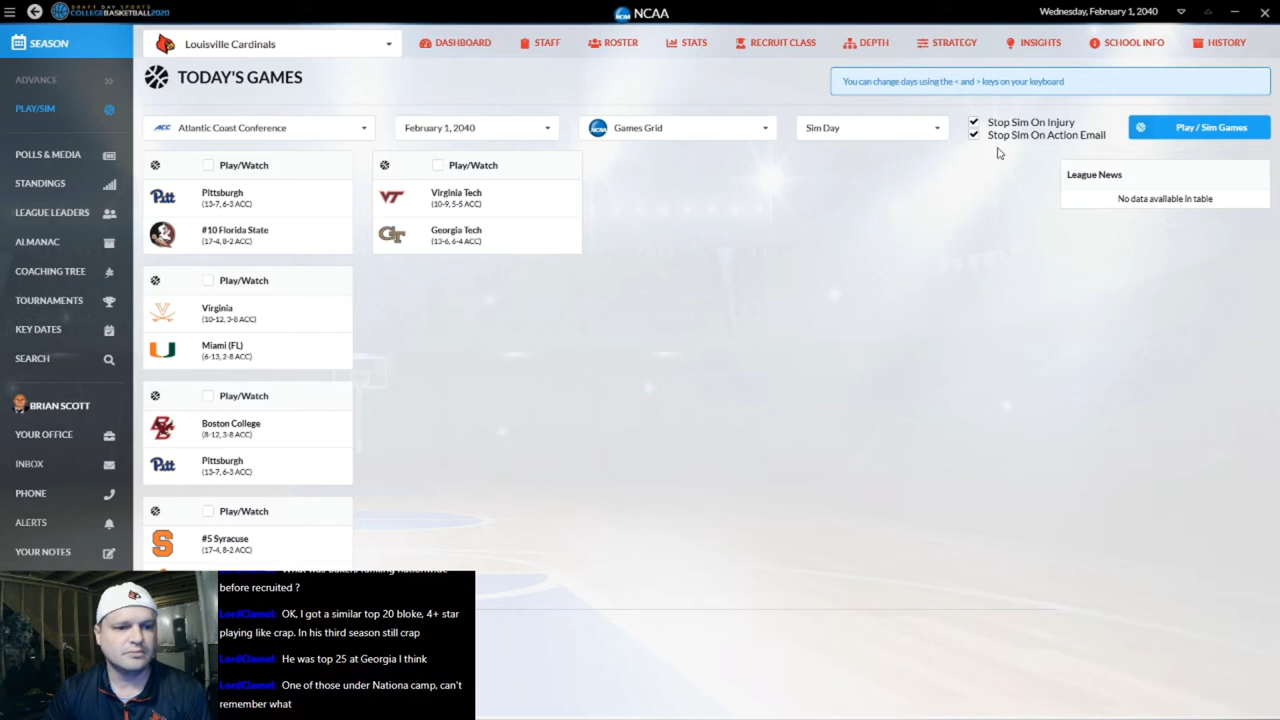 DRAFT DAY SPORTS
COLLEGE BASKETBALL 2020
NCAA
Wednesday, February 1, 2040
SEASON
Louisville Cardinals
DASHBOARD
STAFF
ROSTER
STATS
RECRUIT CLASS
DEPTH
STRATEGY
INSIGHTS
SCHOOL INFO
HISTORY
ADVANCE
TODAY'S GAMES
You can change days using the < and > keys on your keyboard
PLAY/SIM
ACC
Atlantic Coast Conference
February 1, 2040
Games Grid
Sim Day
Stop Sim On Injury
Stop Sim On Action Email
Play / Sim Games
POLLS & MEDIA
STANDINGS
LEAGUE LEADERS
ALMANAC
COACHING TREE
TOURNAMENTS
KEY DATES
SEARCH
BRIAN SCOTT
YOUR OFFICE
INBOX
PHONE
ALERTS
YOUR NOTES
Play/Watch
Pitt
Pittsburgh
(13-7, 6-3 ACC)
#10 Florida State
(17-4, 8-2 ACC)
Play/Watch
Virginia Tech
(10-9, 5-5 ACC)
Georgia Tech
(13-6, 6-4 ACC)
League News
No data available in table
Play/Watch
Virginia
(10-12, 3-8 ACC)
Miami (FL)
(6-13, 2-8 ACC)
Play/Watch
Boston College
(8-12, 3-8 ACC)
Pitt
Pittsburgh
(13-7, 6-3 ACC)
Play/Watch
#5 Syracuse
(17-4, 8-2 ACC)
before recruited ?
LordClamel: OK, I got a similar top 20 bloke, 4+ star
playing like crap. In his third season still crap
LordClamel: He was top 25 at Georgia I think
LordClamel: One of those under Nationa camp, can't
remember what